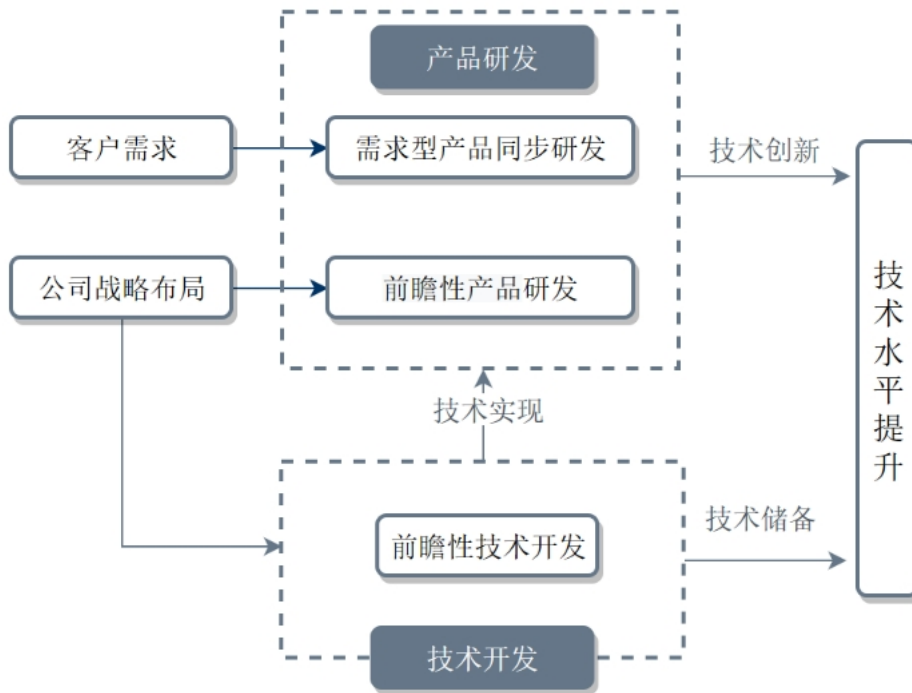 产品研发
客户需求
需求型产品同步研发
技术创新
公司战略布局
前瞻性产品研发
技术水平提升
技术实现
技术储备
前瞻性技术开发
技术开发